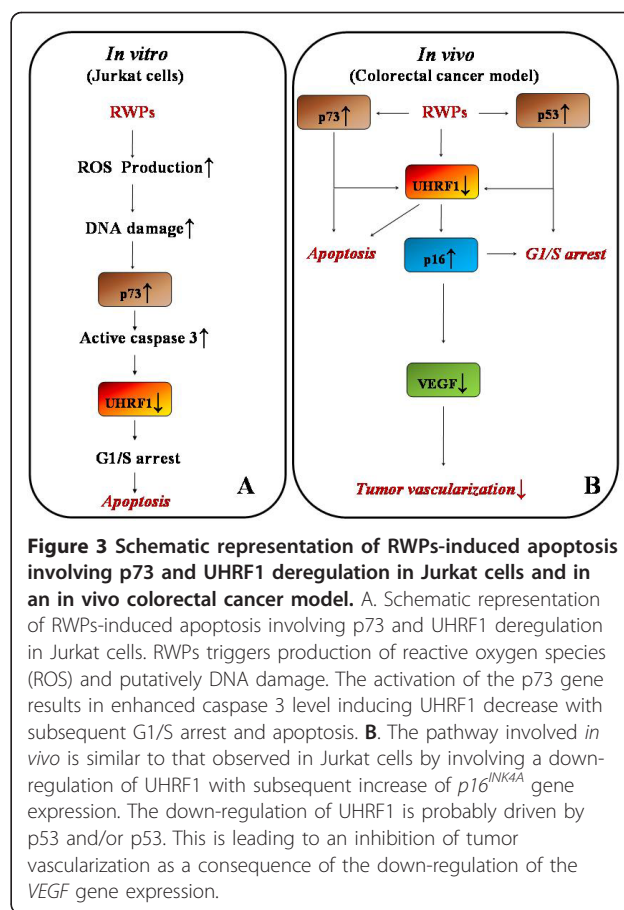 In vitro
(Jurkat cells)
RWPs
ROS Production↑
DNA damage↑
p73↑
Active caspase 3↑
UHRF1↓
G1/S arrest
Apoptosis
A
In vivo
(Colorectal cancer model)
p73↑
RWPs
p53↑
UHRF1↓
Apoptosis
p16↑
G1/S arrest
VEGF↓
Tumor vascularization↓
B
Figure 3 Schematic representation of RWPs-induced apoptosis
involving p73 and UHRF1 deregulation in Jurkat cells and in
an in vivo colorectal cancer model. A. Schematic representation
of RWPs-induced apoptosis involving p73 and UHRF1 deregulation
in Jurkat cells. RWPs triggers production of reactive oxygen species
(ROS) and putatively DNA damage. The activation of the p73 gene
results in enhanced caspase 3 level inducing UHRF1 decrease with
subsequent G1/S arrest and apoptosis. B. The pathway involved in
vivo is similar to that observed in Jurkat cells by involving a down-
regulation of UHRF1 with subsequent increase of p16INK4A gene
expression. The down-regulation of UHRF1 is probably driven by
p53 and/or p53. This is leading to an inhibition of tumor
vascularization as a consequence of the down-regulation of the
VEGF gene expression.